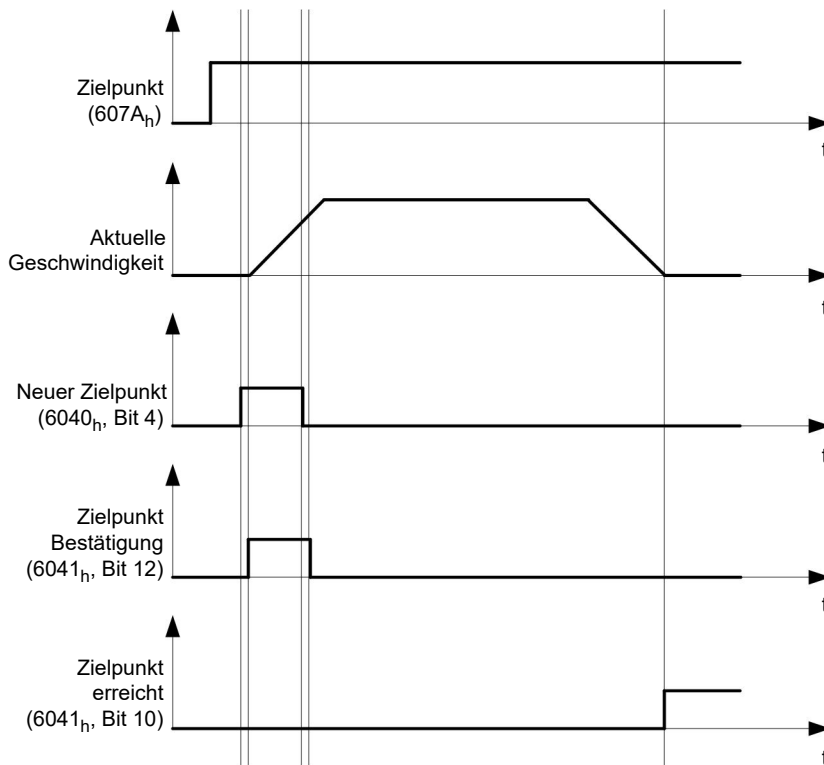 Zielpunkt
(607Ah)
t
Aktuelle
Geschwindigkeit
t
Neuer Zielpunkt
(6040h, Bit 4)
t
Zielpunkt
Bestätigung
(6041h, Bit 12)
t
Zielpunkt
erreicht
(6041h, Bit 10)
t